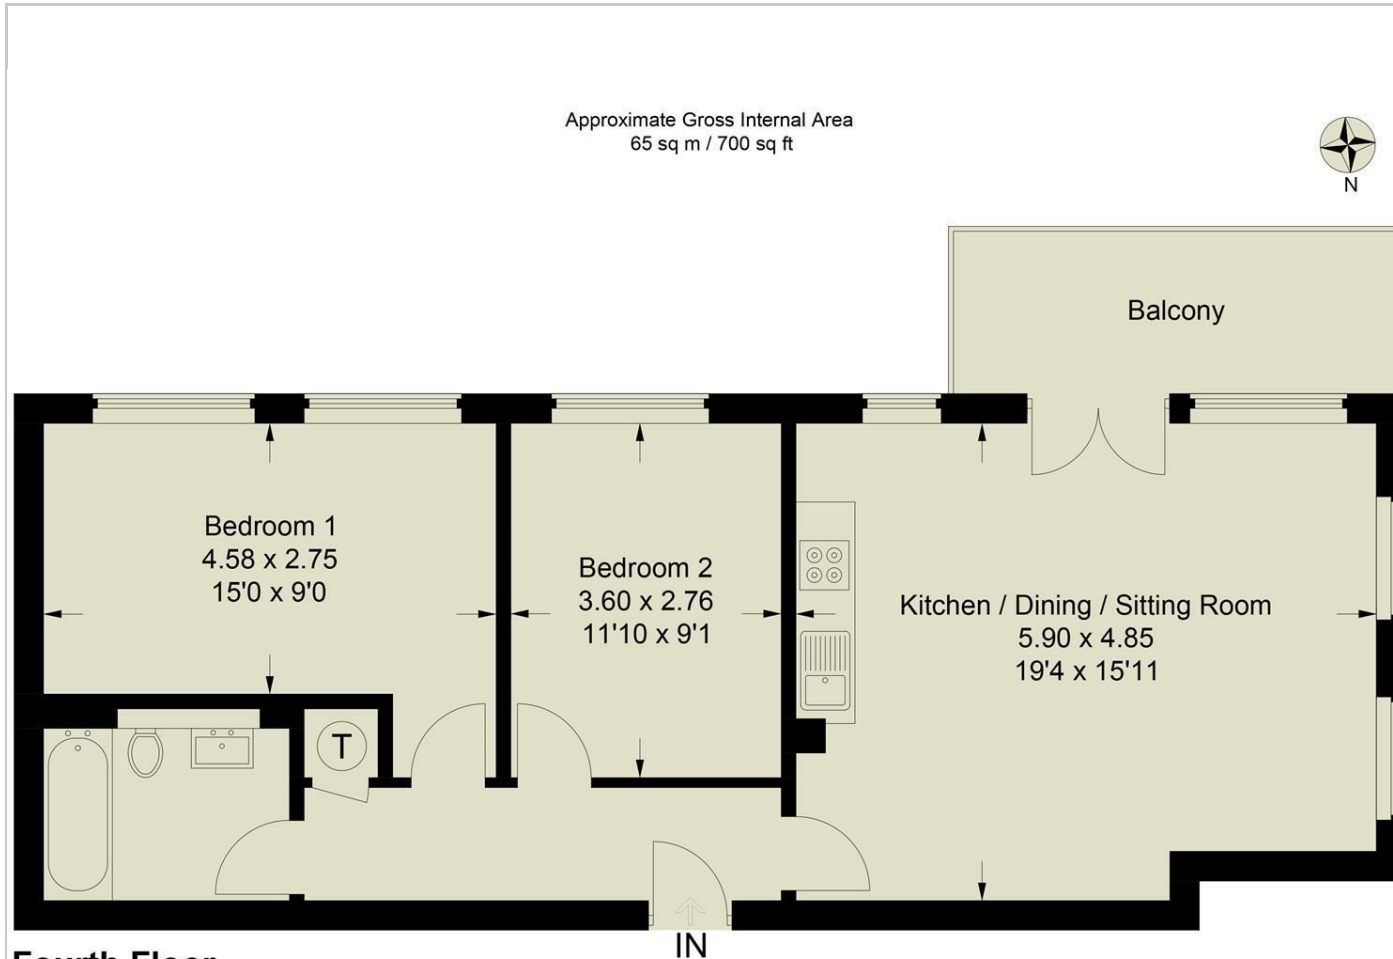 Approximate Gross Internal Area
65 sq m / 700 sq ft
N
Balcony
Bedroom 1
4.58 x 2.75
15'0 x 9'0
Bedroom 2
3.60 x 2.76
11'10 x 9'1
Kitchen / Dining / Sitting Room
5.90 x 4.85
19'4 x 15'11
T
IN
Fourth Floor